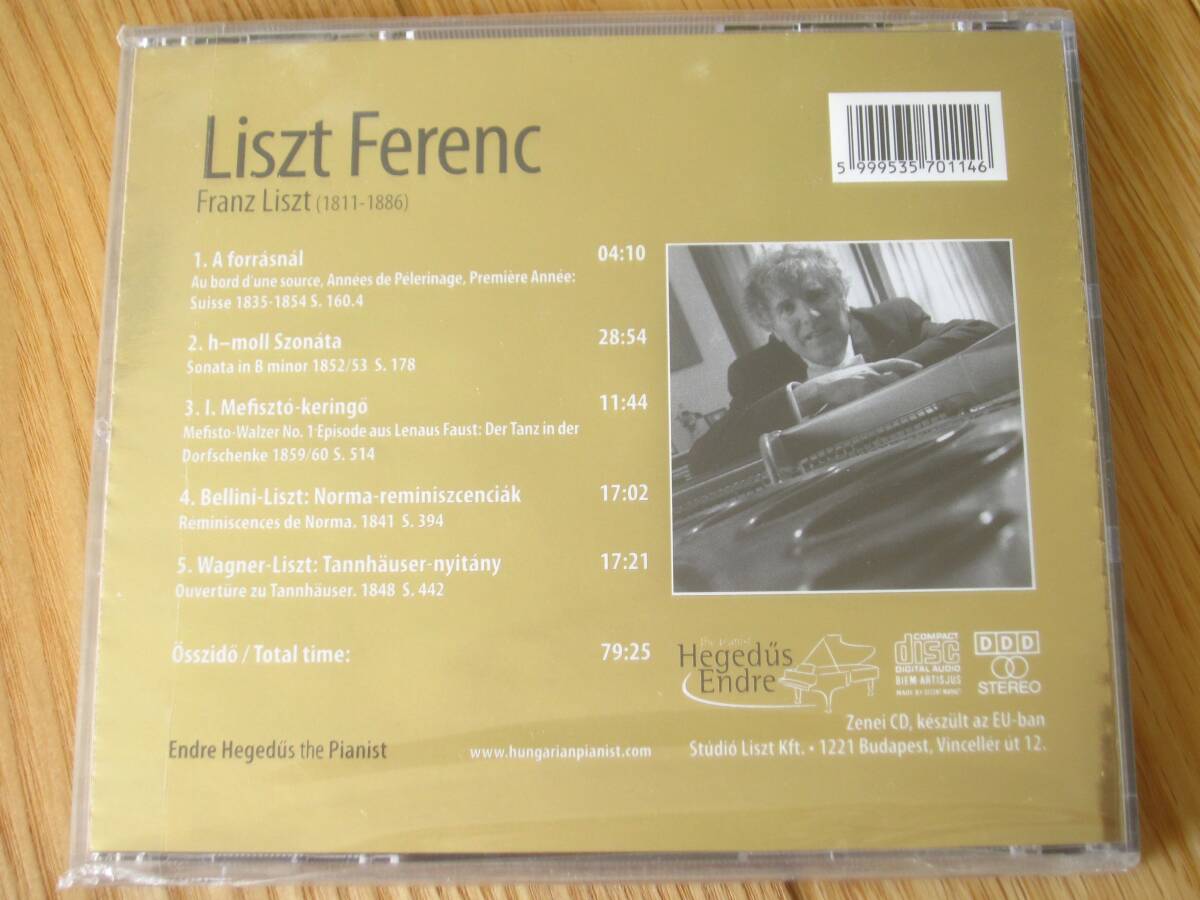 Liszt Ferenc
Franz Liszt (1811-1886)
5 999535 701146
1. A forrásnál 04:10
Au bord d'une source, Années de Pélerinage, Première Année:
Suisse 1835-1854 S. 160.4
2. h–moll Szonáta 28:54
Sonata in B minor 1852/53 S. 178
3. I. Mefisztó-keringő 11:44
Mefisto-Walzer No. 1 Episode aus Lenaus Faust: Der Tanz in der
Dorfschenke 1859/60 S. 514
4. Bellini-Liszt: Norma-reminiszcenciák 17:02
Réminiscences de Norma. 1841 S. 394
5. Wagner-Liszt: Tannhäuser-nyitány 17:21
Ouvertüre zu Tannhäuser. 1848 S. 442
Összidő / Total time: 79:25
the pianist
Hegedűs
Endre
COMPACT
disc
DIGITAL AUDIO
BIEM ARTISJUS
DDD
STEREO
Zenei CD, készült az EU-ban
Endre Hegedűs the Pianist
www.hungarianpianist.com
Stúdió Liszt Kft. • 1221 Budapest, Vincellér út 12.